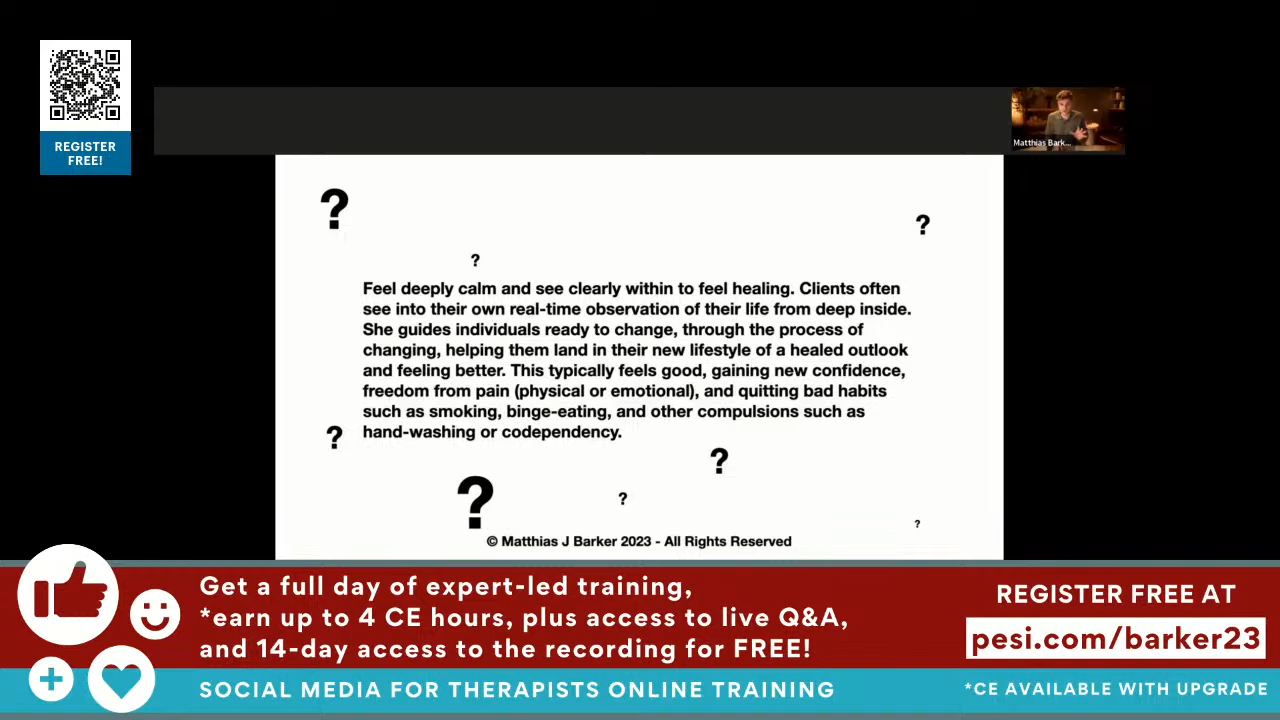 REGISTER
FREE!
Matthias Bark...
?
?
?
Feel deeply calm and see clearly within to feel healing. Clients often
see into their own real-time observation of their life from deep inside.
She guides individuals ready to change, through the process of
changing, helping them land in their new lifestyle of a healed outlook
and feeling better. This typically feels good, gaining new confidence,
freedom from pain (physical or emotional), and quitting bad habits
such as smoking, binge-eating, and other compulsions such as
hand-washing or codependency.
?
?
?
?
?
© Matthias J Barker 2023 - All Rights Reserved
Get a full day of expert-led training,
*earn up to 4 CE hours, plus access to live Q&A,
and 14-day access to the recording for FREE!
REGISTER FREE AT
pesi.com/barker23
SOCIAL MEDIA FOR THERAPISTS ONLINE TRAINING
*CE AVAILABLE WITH UPGRADE